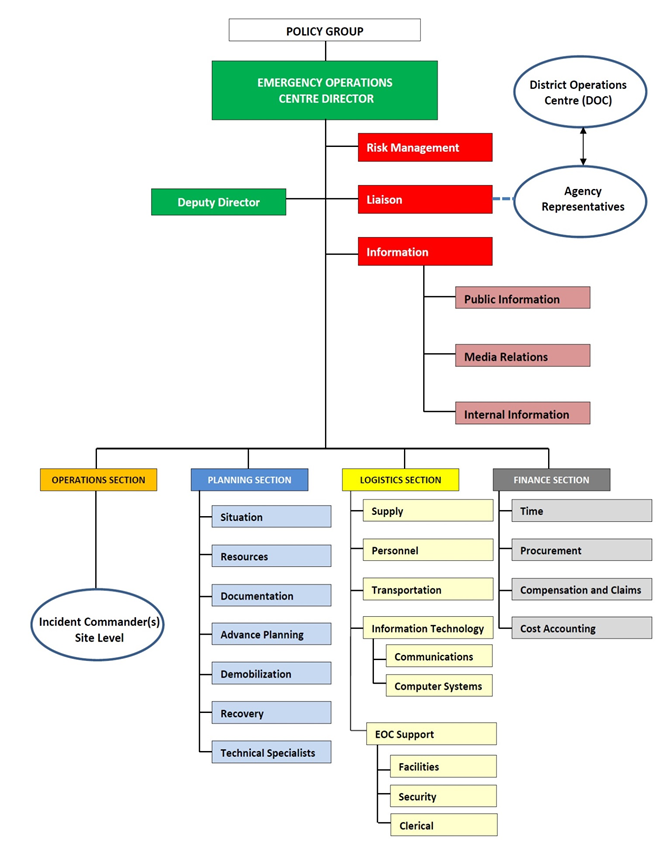 POLICY GROUP
EMERGENCY OPERATIONS
CENTRE DIRECTOR
District Operations
Centre (DOC)
Risk Management
Deputy Director
Liaison
Agency
Representatives
Information
Public Information
Media Relations
Internal Information
OPERATIONS SECTION
PLANNING SECTION
LOGISTICS SECTION
FINANCE SECTION
Incident Commander(s)
Site Level
Situation
Resources
Documentation
Advance Planning
Demobilization
Recovery
Technical Specialists
Supply
Personnel
Transportation
Information Technology
Communications
Computer Systems
EOC Support
Facilities
Security
Clerical
Time
Procurement
Compensation and Claims
Cost Accounting